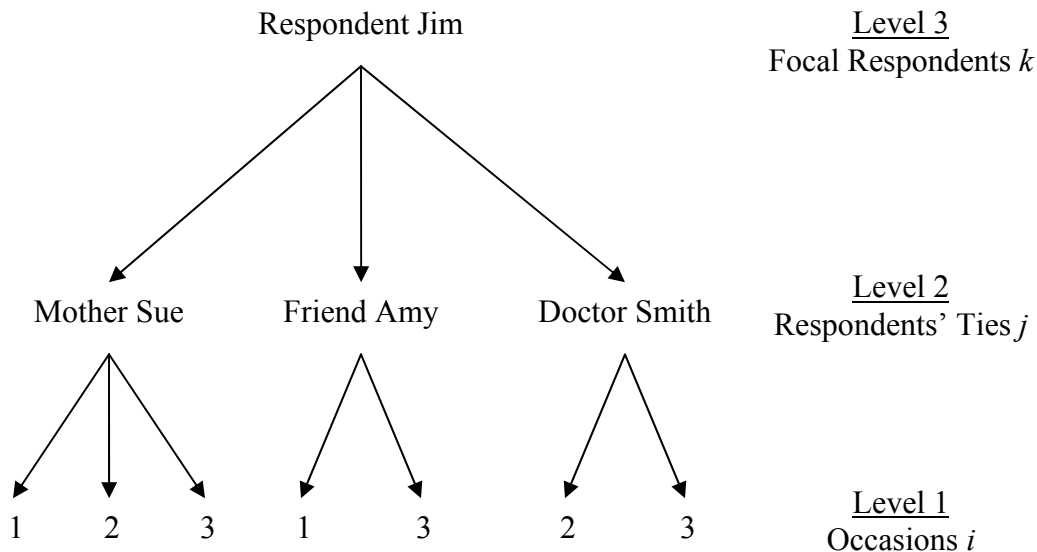 Respondent Jim
Level 3
Focal Respondents k
Mother Sue
Friend Amy
Doctor Smith
Level 2
Respondents’ Ties j
1 2 3 1 3 2 3
Level 1
Occasions i